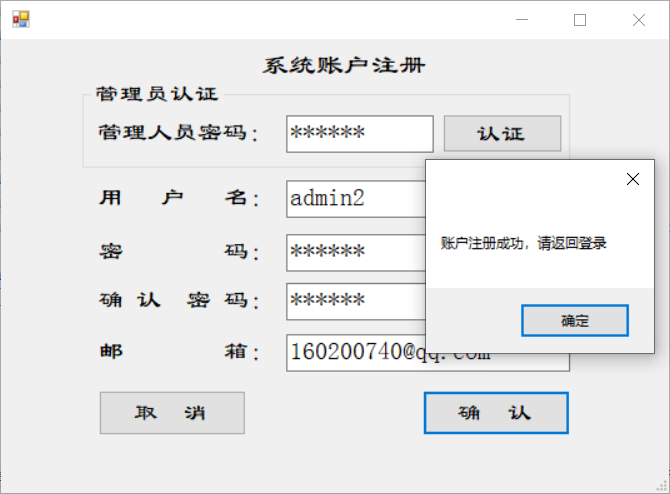 系统账户注册
管理员认证
管理人员密码： ****** 认证
用 户 名： admin2
密 码： ******
账户注册成功，请返回登录
确认密码： ******
确定
邮 箱： 160200740@qq.com
取 消 确 认